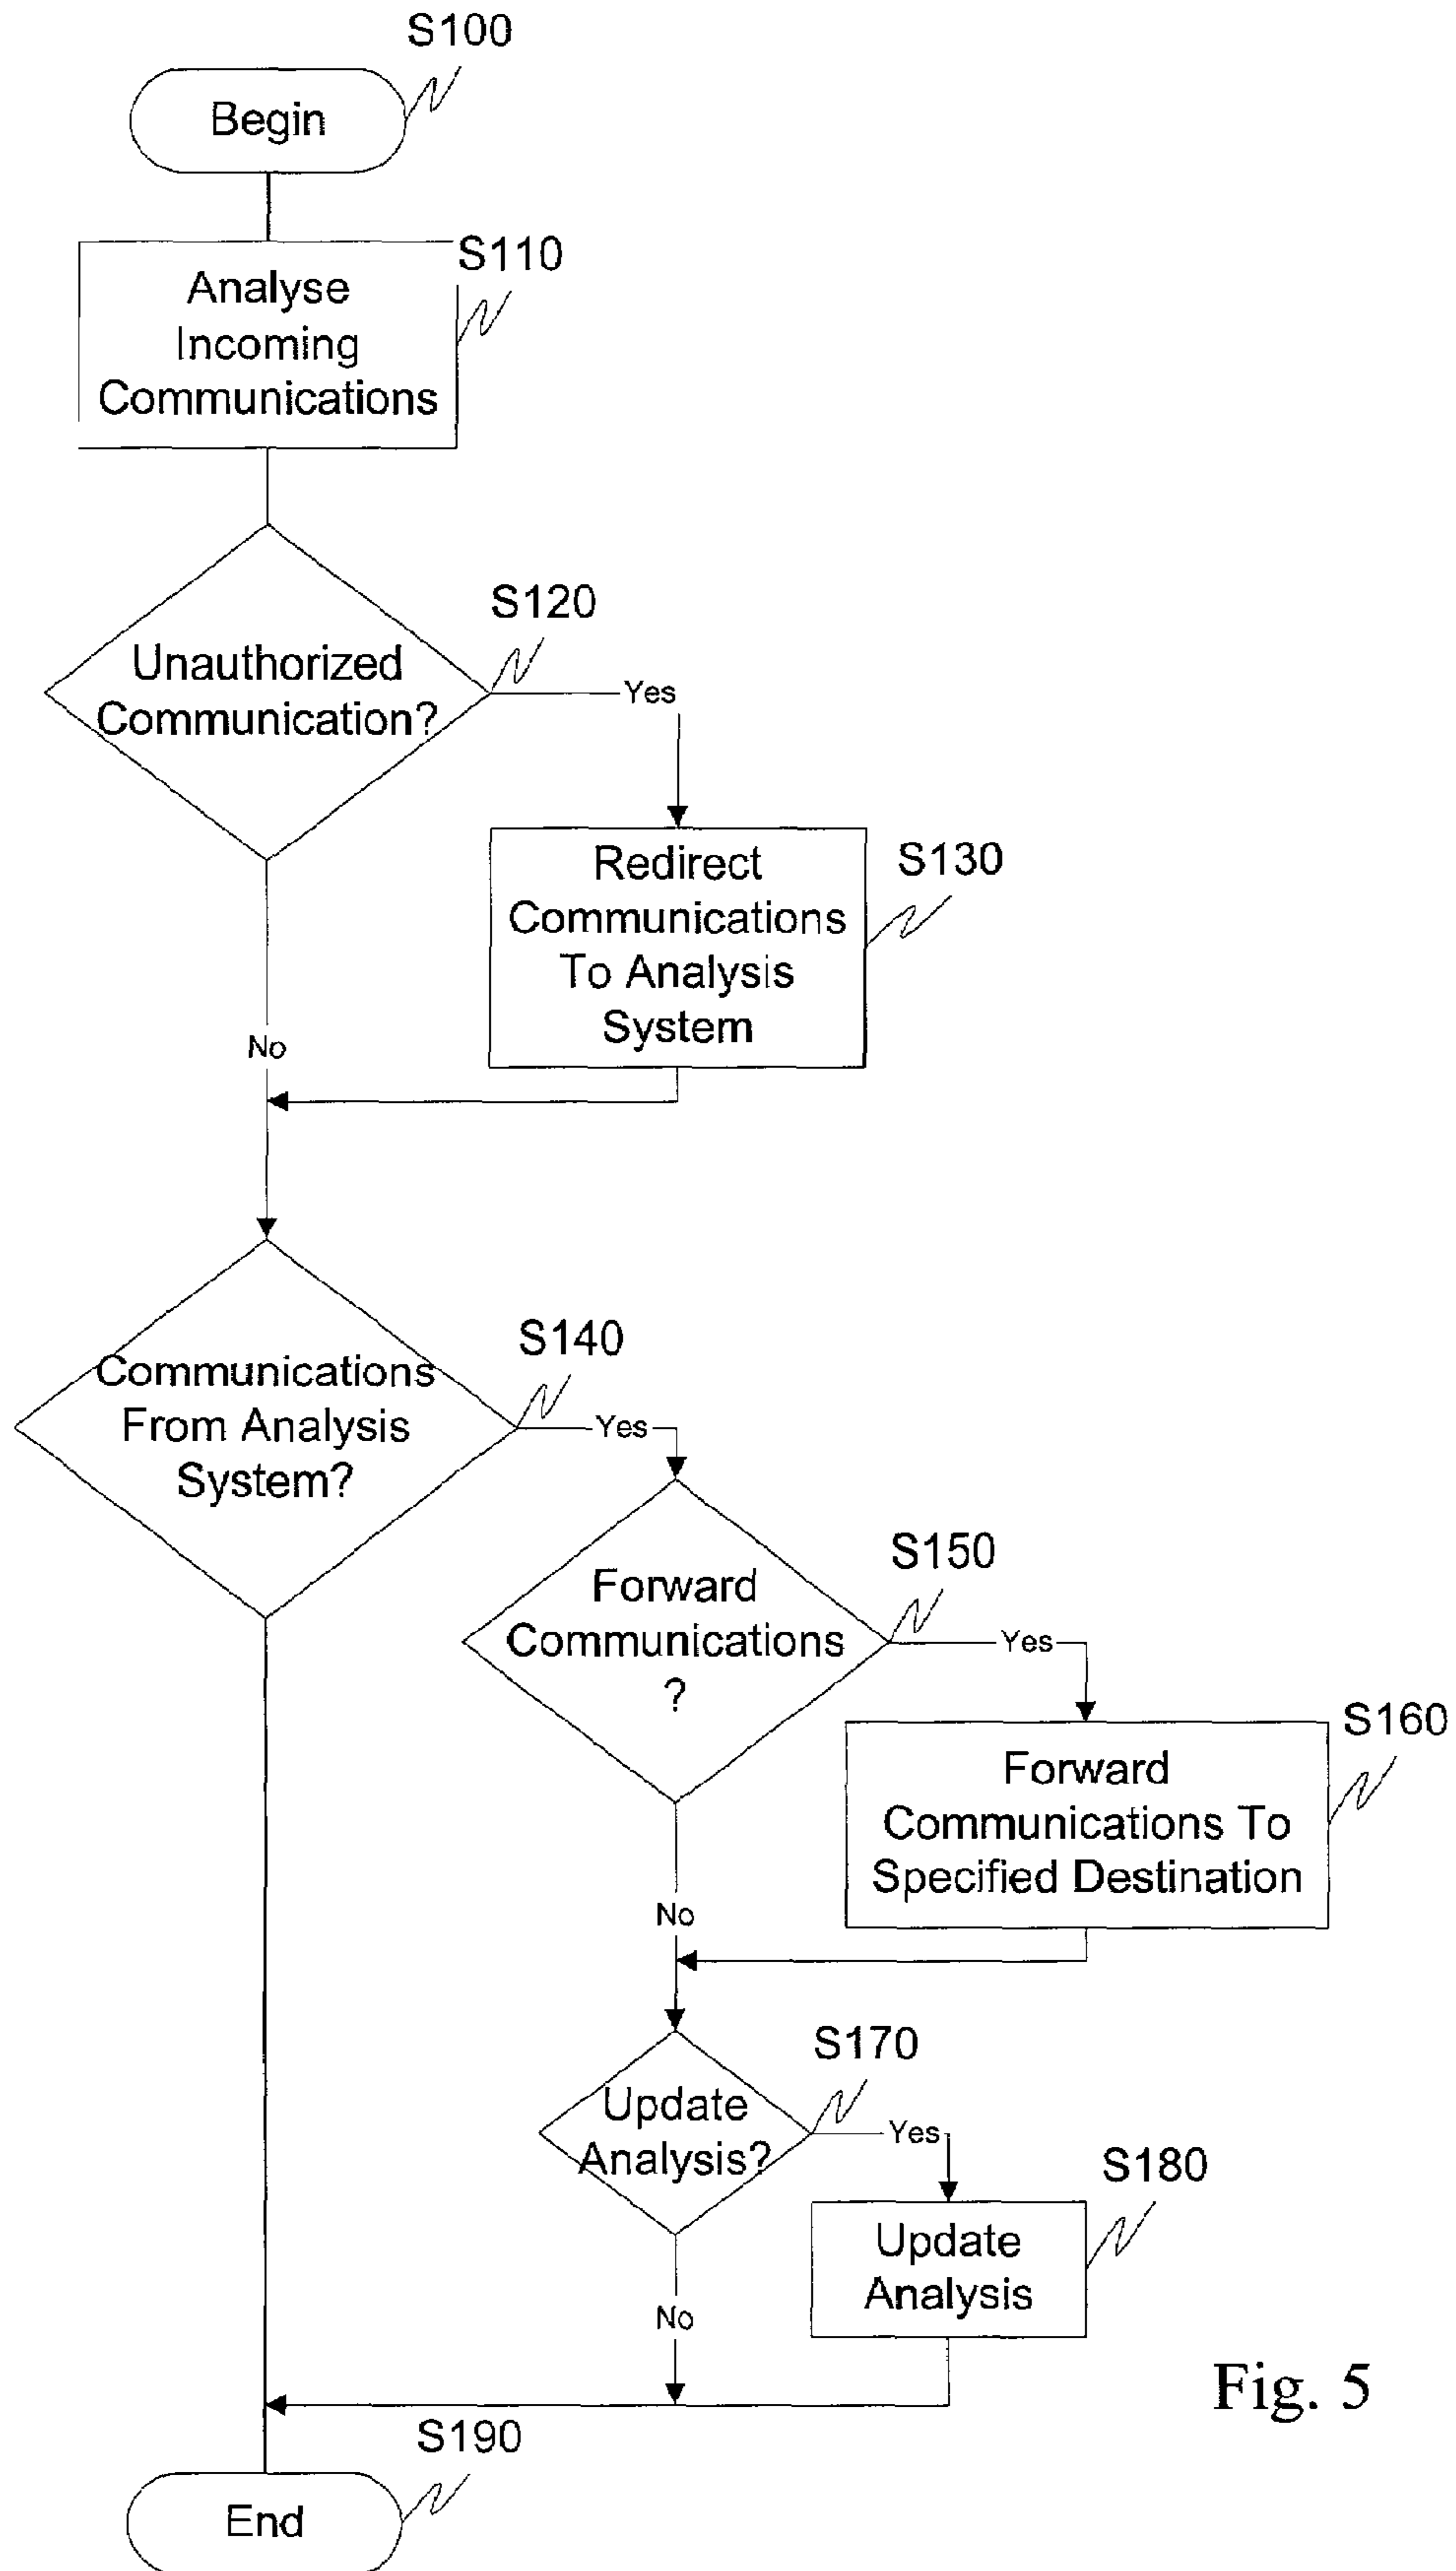 S100
Begin
S110
Analyse
Incoming
Communications
S120
Unauthorized
Communication?
Yes
S130
Redirect
Communications
To Analysis
System
No
S140
Communications
From Analysis
System?
Yes
S150
Forward
Communications
?
Yes
S160
Forward
Communications To
Specified Destination
No
S170
Update
Analysis?
Yes
S180
Update
Analysis
No
Fig. 5
S190
End